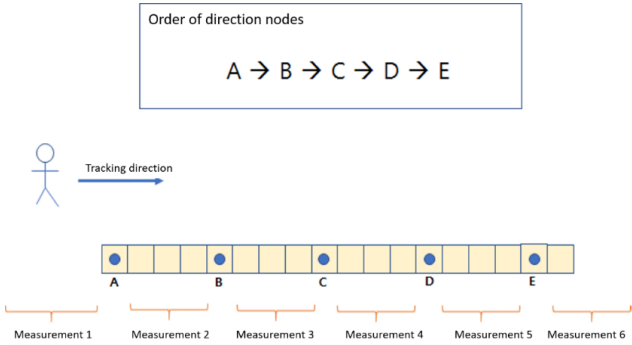 Order of direction nodes
A → B → C → D → E
Tracking direction
A B C D E
Measurement 1 Measurement 2 Measurement 3 Measurement 4 Measurement 5 Measurement 6